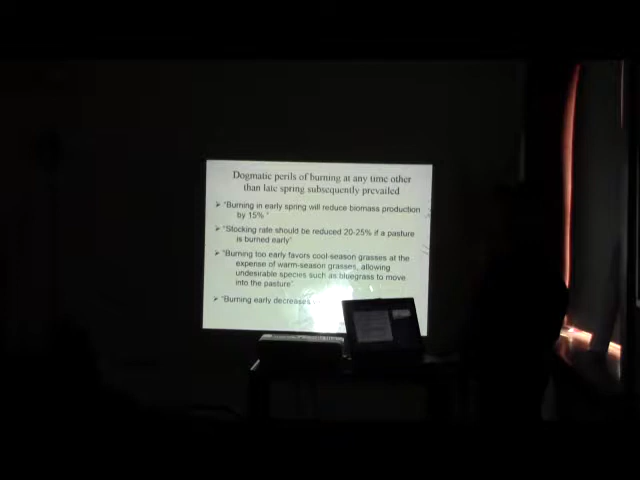 Dogmatic perils of burning at any time other
than late spring subsequently prevailed
➢ "Burning in early spring will reduce biomass production
by 15% "
➢ "Stocking rate should be reduced 20-25% if a pasture
is burned early"
➢ "Burning too early favors cool-season grasses at the
expense of warm-season grasses, allowing
undesirable species such as bluegrass to move
into the pasture"
➢ "Burning early decreases